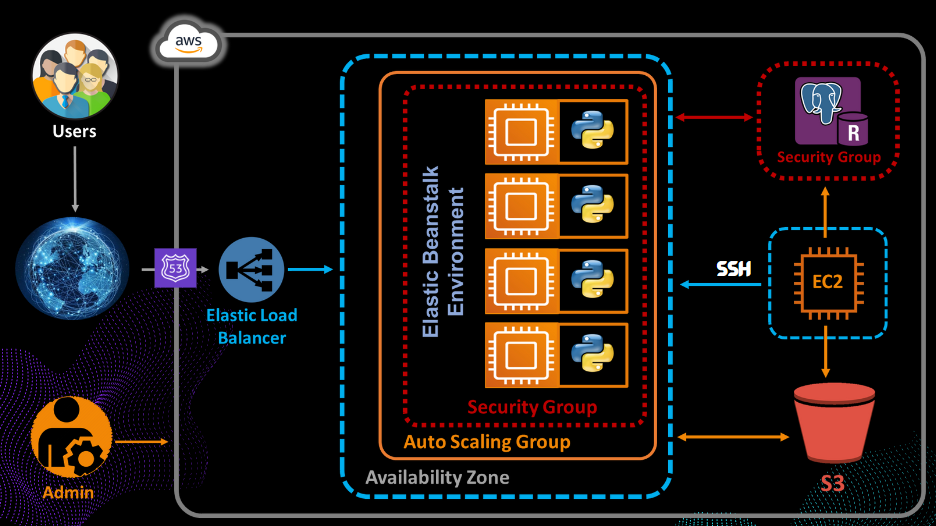 aws
Users
53
Elastic Load
Balancer
Elastic Beanstalk
Environment
Security Group
Auto Scaling Group
Availability Zone
R
Security Group
SSH
EC2
S3
Admin